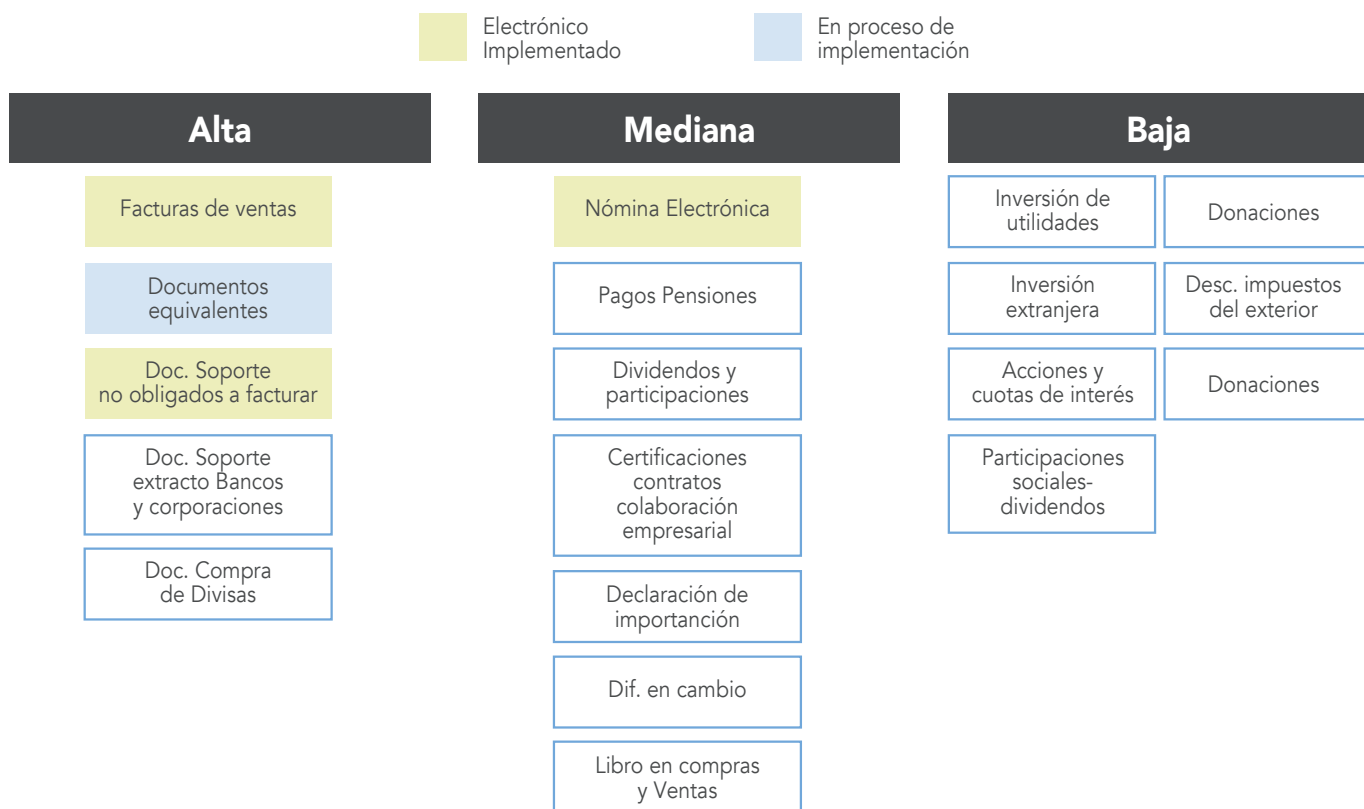 Electrónico
Implementado
En proceso de
implementación
Alta
Facturas de ventas
Documentos
equivalentes
Doc. Soporte
no obligados a facturar
Doc. Soporte
extracto Bancos
y corporaciones
Doc. Compra
de Divisas
Mediana
Nómina Electrónica
Pagos Pensiones
Dividendos y
participaciones
Certificaciones
contratos
colaboración
empresarial
Declaración de
importanción
Dif. en cambio
Libro en compras
y Ventas
Baja
Inversión de
utilidades
Donaciones
Inversión
extranjera
Desc. impuestos
del exterior
Acciones y
cuotas de interés
Donaciones
Participaciones
sociales-
dividendos